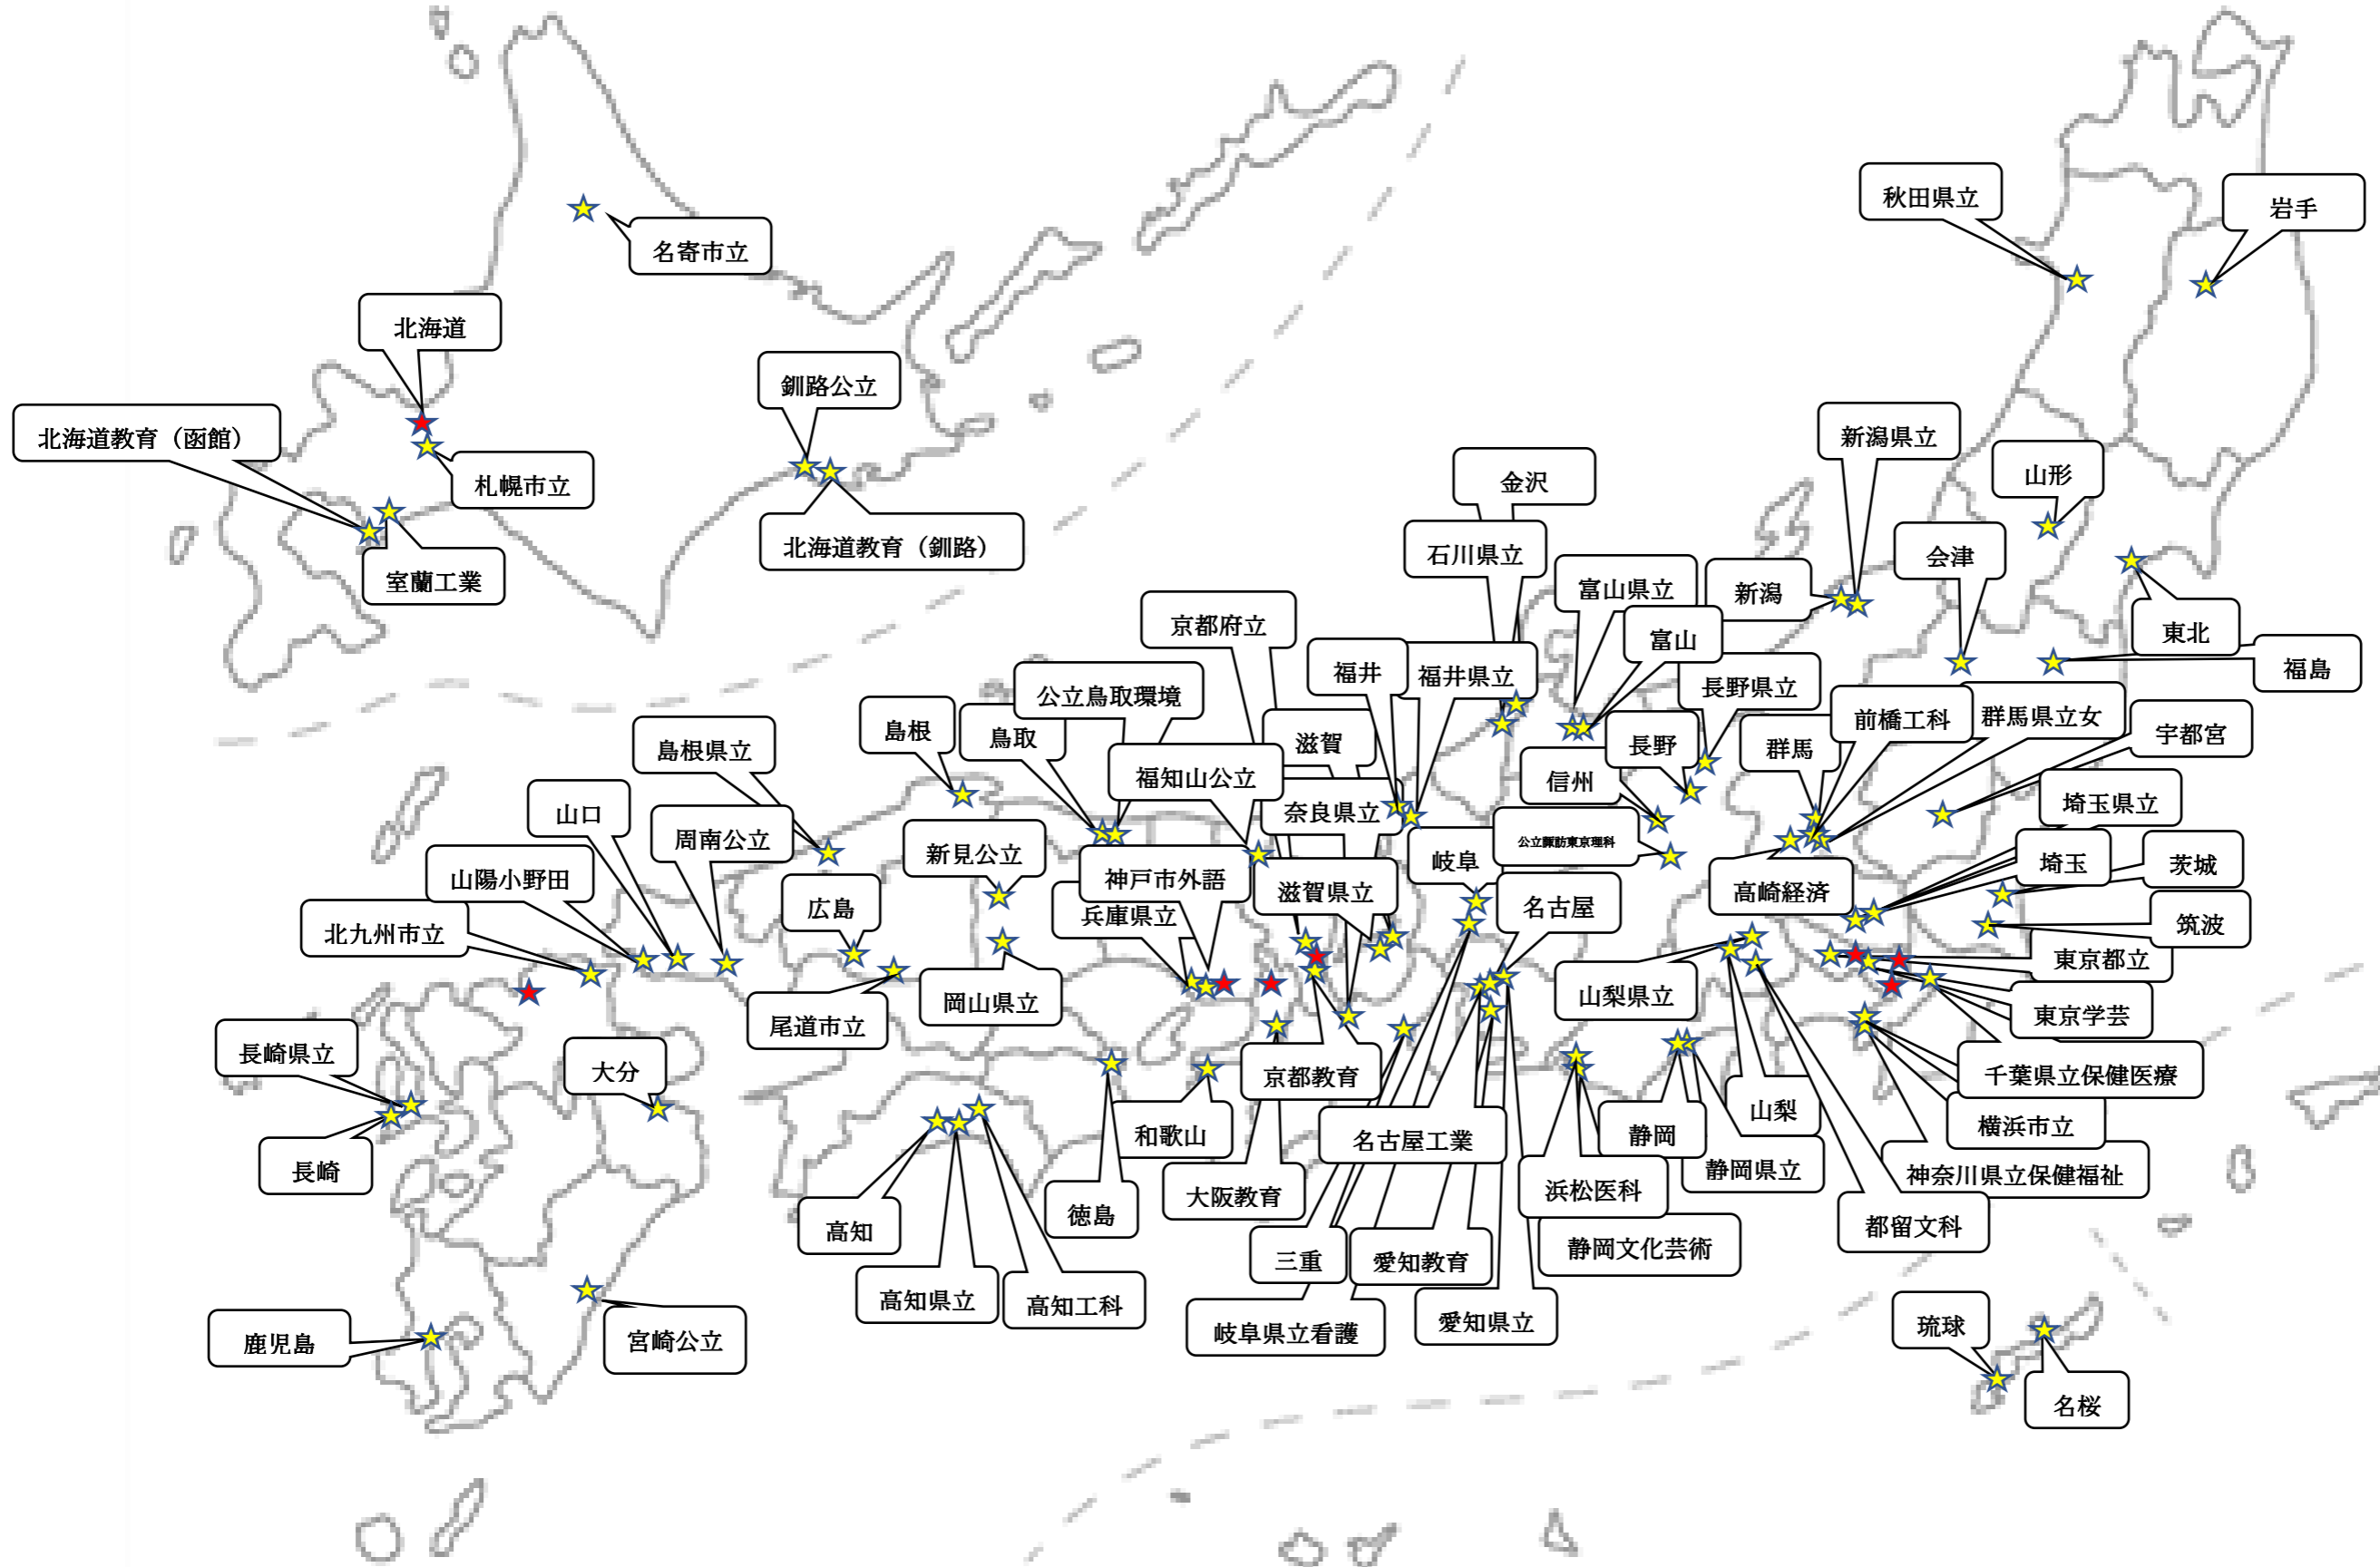 秋田県立
岩手
名寄市立
北海道
釧路公立
北海道教育（函館）
札幌市立
新潟県立
山形
金沢
北海道教育（釧路）
石川県立
会津
室蘭工業
富山県立
新潟
京都府立
富山
東北
福島
福井
福井県立
長野県立
公立鳥取環境
島根
鳥取
滋賀
長野
群馬
前橋工科
群馬県立女
宇都宮
島根県立
福知山公立
信州
山口
周南公立
奈良県立
埼玉県立
新見公立
岐阜
公立諏訪東京理科
埼玉
茨城
山陽小野田
神戸市外語
滋賀県立
高崎経済
広島
兵庫県立
名古屋
北九州市立
筑波
東京都立
岡山県立
山梨県立
尾道市立
東京学芸
長崎県立
大分
京都教育
千葉県立保健医療
山梨
横浜市立
和歌山
名古屋工業
静岡
長崎
静岡県立
神奈川県立保健福祉
大阪教育
浜松医科
徳島
高知
都留文科
三重
愛知教育
静岡文化芸術
高知県立
高知工科
愛知県立
岐阜県立看護
鹿児島
宮崎公立
琉球
名桜